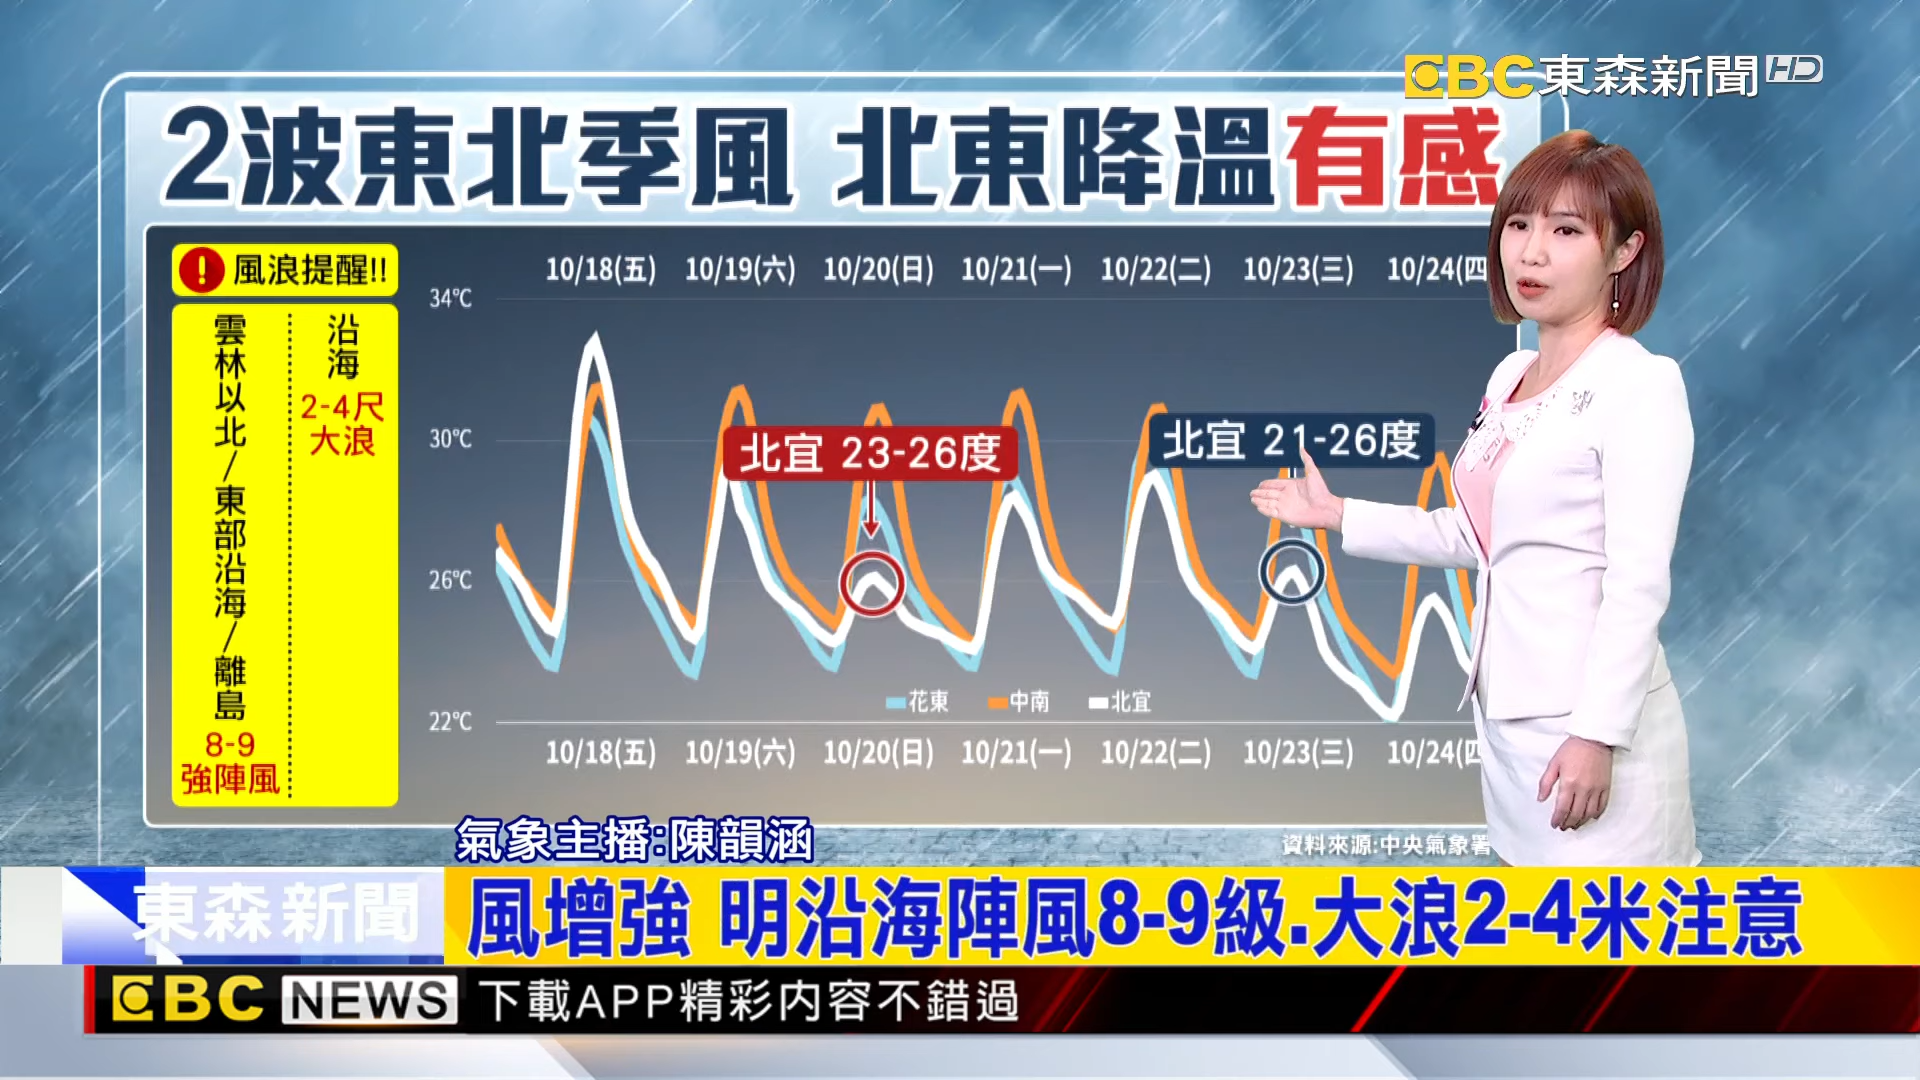 EBC東森新聞HD
2波東北季風 北東降溫有感
! 風浪提醒!!
雲林以北/東部沿海/離島
8-9
強陣風
沿海
2-4尺
大浪
10/18(五) 10/19(六) 10/20(日) 10/21(一) 10/22(二) 10/23(三) 10/24(四
34°C
30°C
26°C
22°C
北宜 23-26度
北宜 21-26度
花東 中南 北宜
10/18(五) 10/19(六) 10/20(日) 10/21(一) 10/22(二) 10/23(三) 10/24(四
氣象主播:陳韻涵
資料來源:中央氣象署
東森新聞
風增強 明沿海陣風8-9級.大浪2-4米注意
EBC NEWS 下載APP精彩內容不錯過